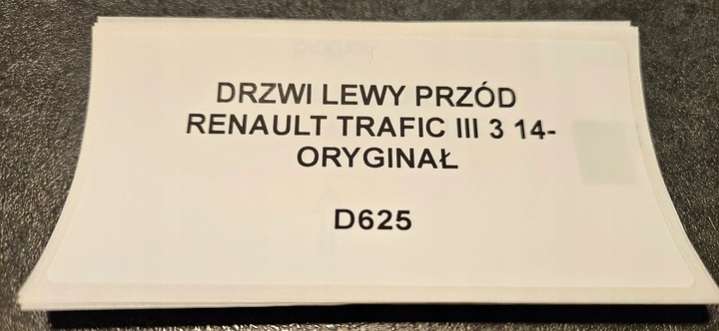 DRZWI LEWY PRZÓD
RENAULT TRAFIC III 3 14-
ORYGINAŁ
D625